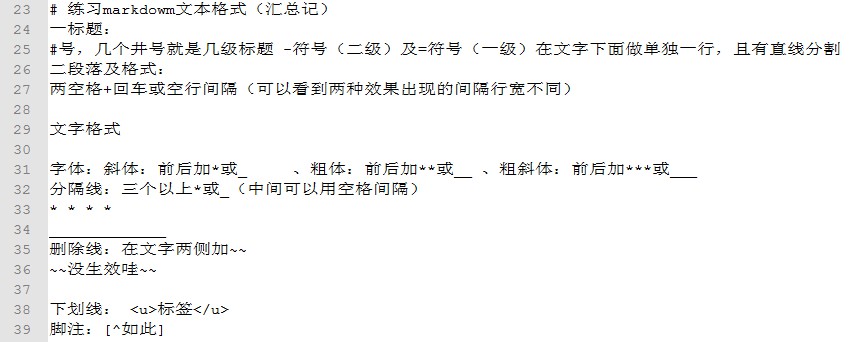 23 # 练习markdowm文本格式（汇总记）
24 一标题：
25 #号，几个井号就是几级标题 -符号（二级）及=符号（一级）在文字下面做单独一行，且有直线分割
26 二段落及格式：
27 两空格+回车或空行间隔（可以看到两种效果出现的间隔行宽不同）
28
29 文字格式
30
31 字体：斜体：前后加*或_ 、粗体：前后加**或__ 、粗斜体：前后加***或___
32 分隔线：三个以上*或_（中间可以用空格间隔）
33 * * * *
34 _____________
35 删除线：在文字两侧加~~
36 ~~没生效哇~~
37
38 下划线： <u>标签</u>
39 脚注：[^如此]